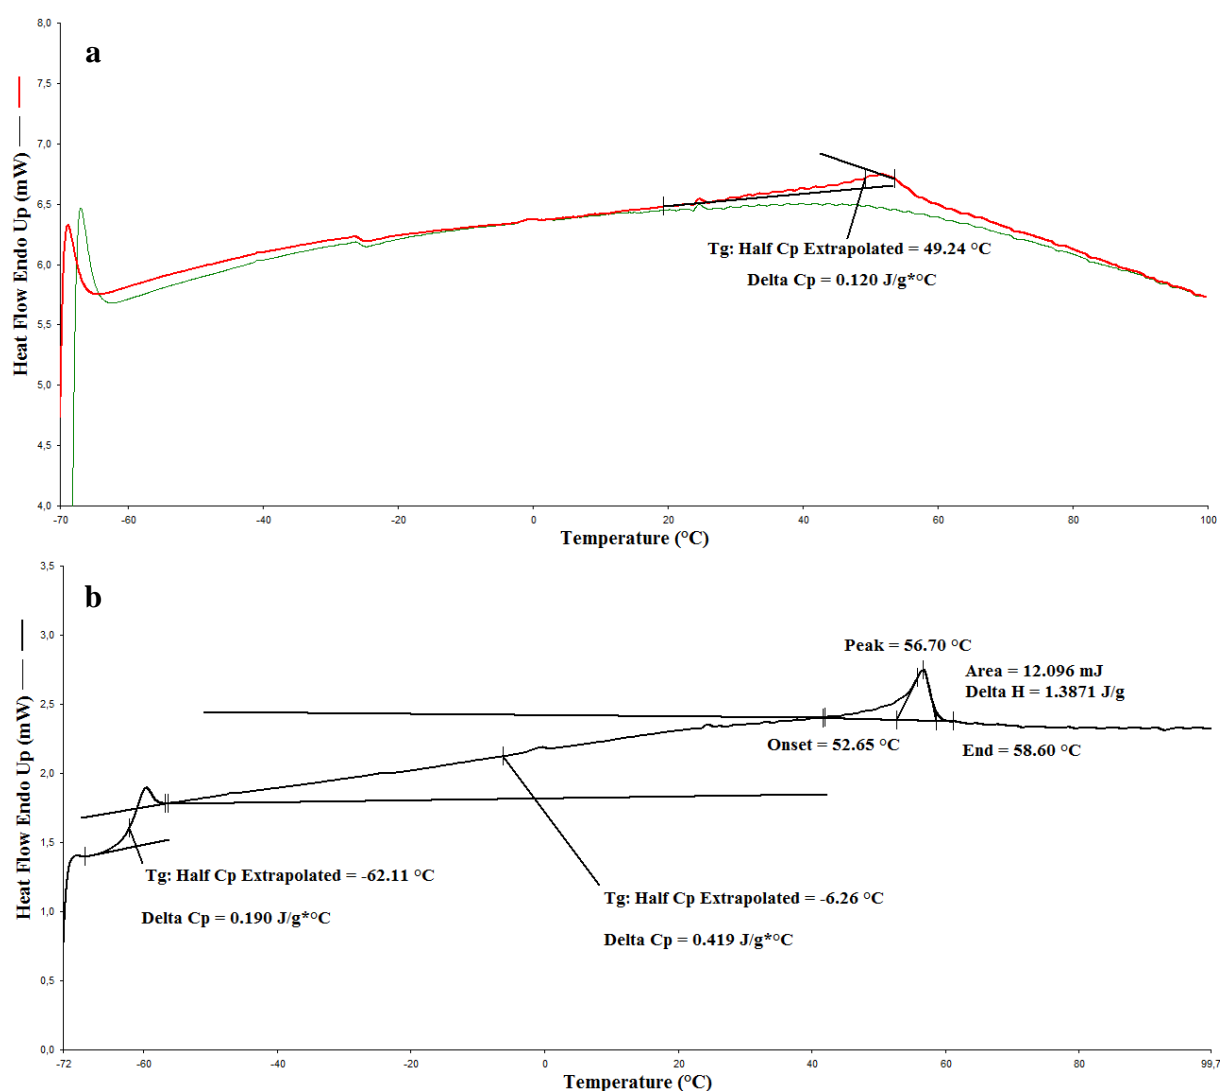 a
8,0
7,5
7,0
6,5
6,0
5,5
5,0
4,5
4,0
Heat Flow Endo Up (mW)
Tg: Half Cp Extrapolated = 49.24 °C
Delta Cp = 0.120 J/g*°C
-70
-60
-40
-20
0
20
40
60
80
100
Temperature (°C)
b
3,5
3,0
2,5
2,0
1,5
1,0
0,5
0,0
Heat Flow Endo Up (mW)
Peak = 56.70 °C
Area = 12.096 mJ
Delta H = 1.3871 J/g
Onset = 52.65 °C
End = 58.60 °C
Tg: Half Cp Extrapolated = -62.11 °C
Delta Cp = 0.190 J/g*°C
Tg: Half Cp Extrapolated = -6.26 °C
Delta Cp = 0.419 J/g*°C
-72
-60
-40
-20
0
20
40
60
80
99,7
Temperature (°C)